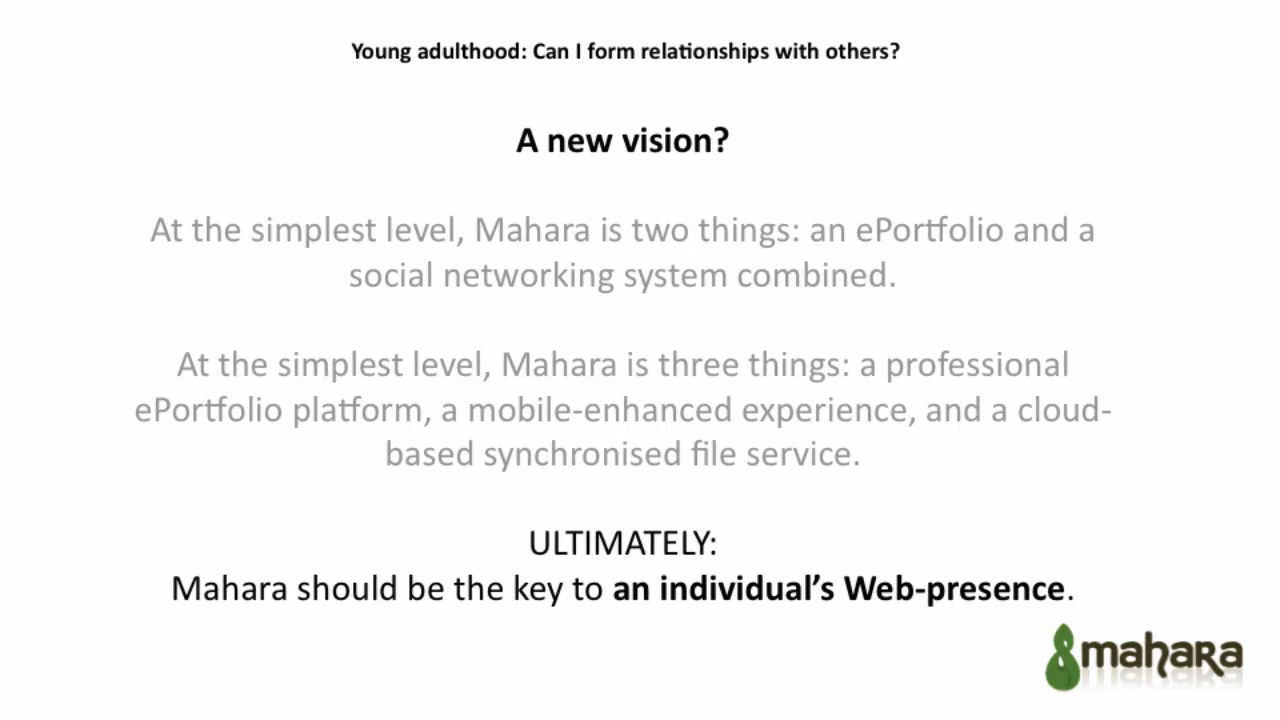 Young adulthood: Can I form relationships with others?
A new vision?
At the simplest level, Mahara is two things: an ePortfolio and a
social networking system combined.
At the simplest level, Mahara is three things: a professional
ePortfolio platform, a mobile-enhanced experience, and a cloud-
based synchronised file service.
ULTIMATELY:
Mahara should be the key to an individual’s Web-presence.
mahara